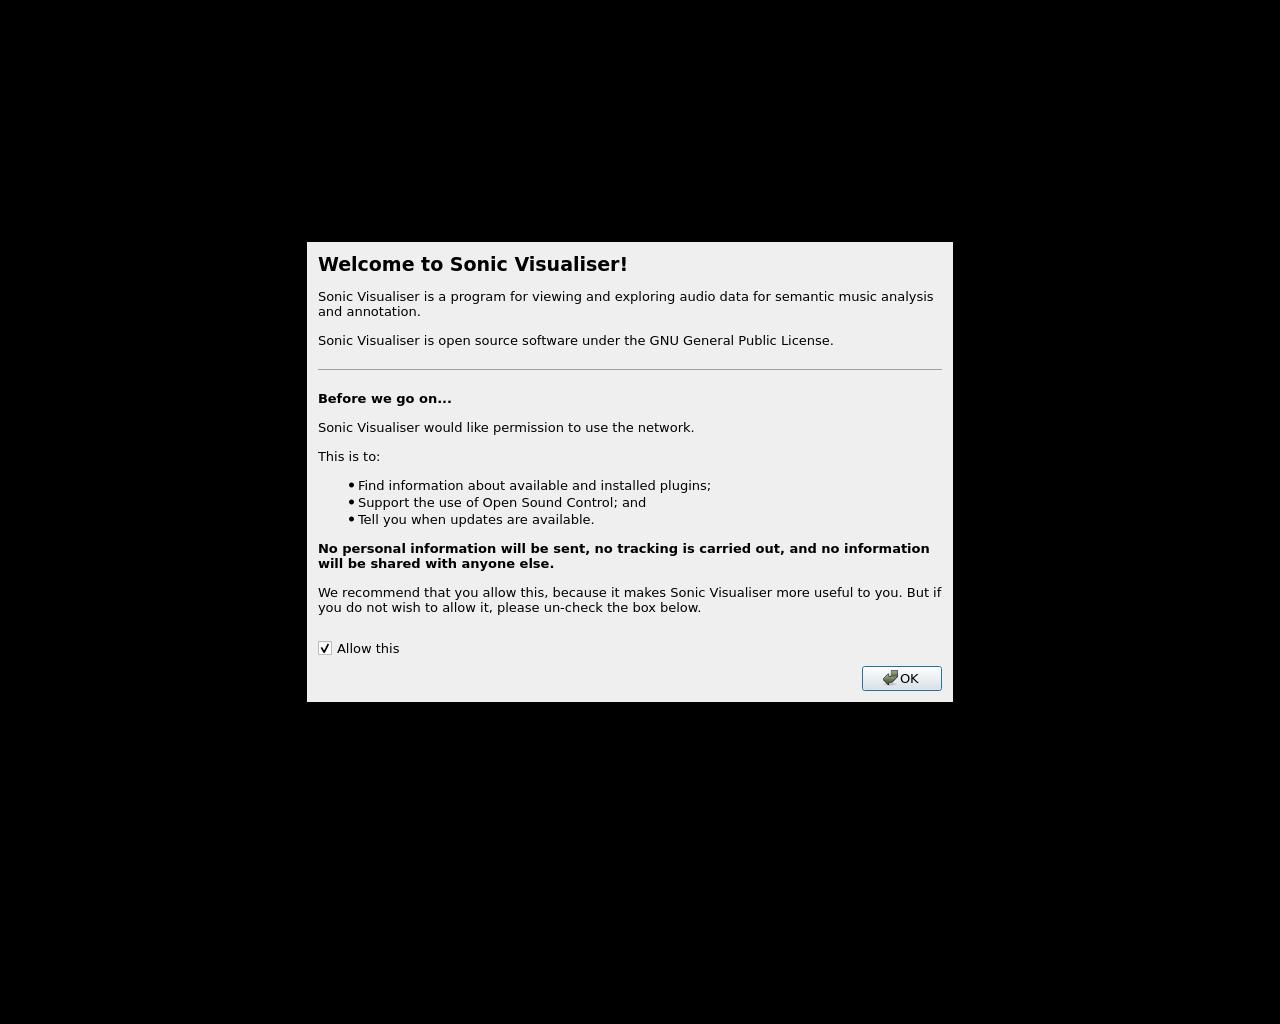 Welcome to Sonic Visualiser!
Sonic Visualiser is a program for viewing and exploring audio data for semantic music analysis
and annotation.
Sonic Visualiser is open source software under the GNU General Public License.
Before we go on...
Sonic Visualiser would like permission to use the network.
This is to:
• Find information about available and installed plugins;
• Support the use of Open Sound Control; and
• Tell you when updates are available.
No personal information will be sent, no tracking is carried out, and no information
will be shared with anyone else.
We recommend that you allow this, because it makes Sonic Visualiser more useful to you. But if
you do not wish to allow it, please un-check the box below.
Allow this
OK